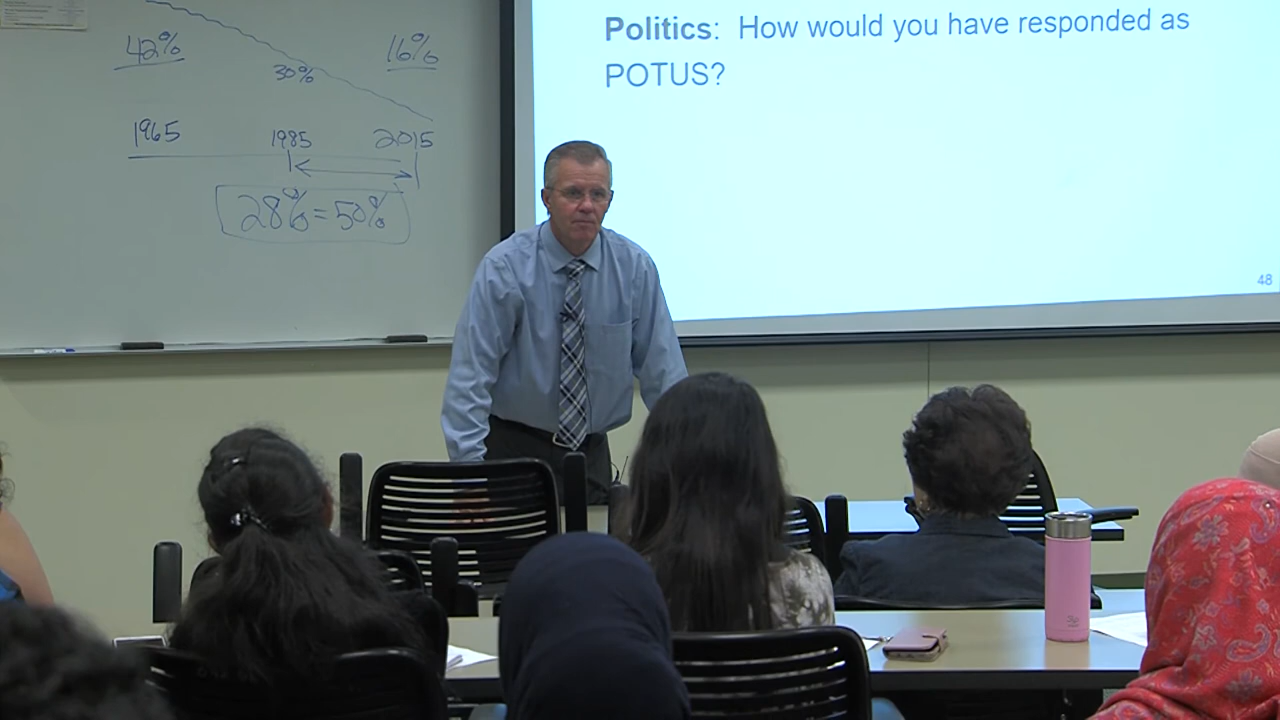 42%
30%
16%
1965
1985
2015
28% = 50%
Politics: How would you have responded as
POTUS?
48